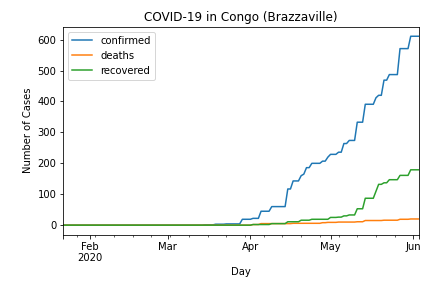 COVID-19 in Congo (Brazzaville)
confirmed
deaths
recovered
Number of Cases
600
500
400
300
200
100
0
Feb Mar Apr May Jun
2020
Day